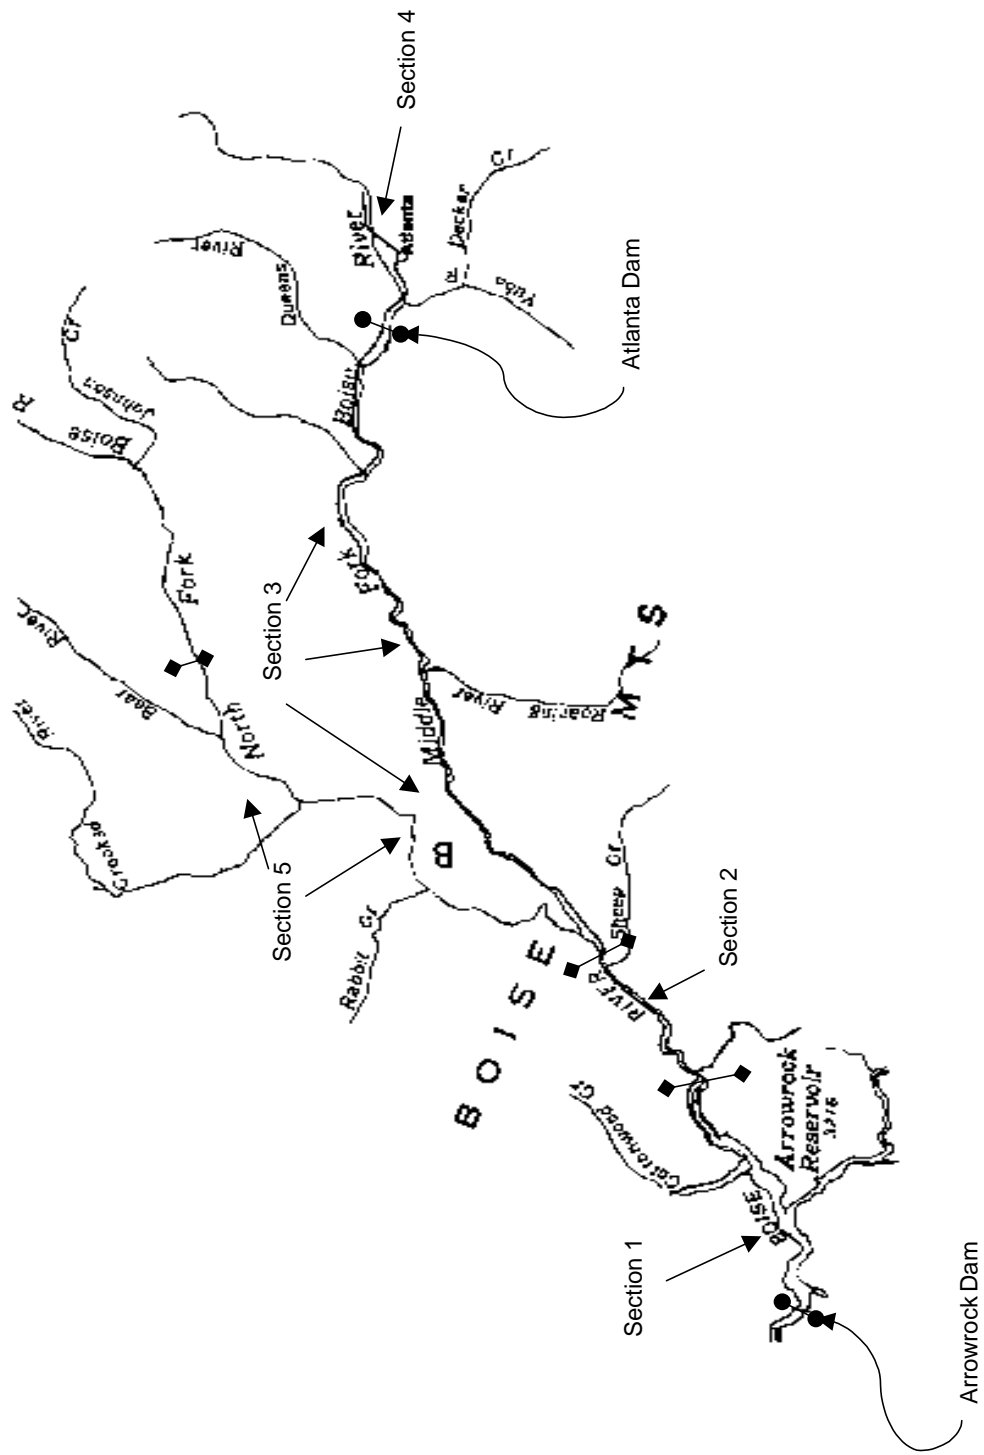 Section 4
River
Atlanta
Decker
Cr
R
Yuba
Atlanta Dam
River
Queens
Boise
Cr
Johnson
R
Boise
Fork
Section 3
Fork
River
Bear
North
River
Crooked
Middle
River
Roaring
M T S
Section 5
B
Rabbit Cr
Sheep Cr
Section 2
RIVER
B O I S E
Cottonwood Cr
Arrowrock
Reservoir
3216
BOISE
Section 1
Arrowrock Dam